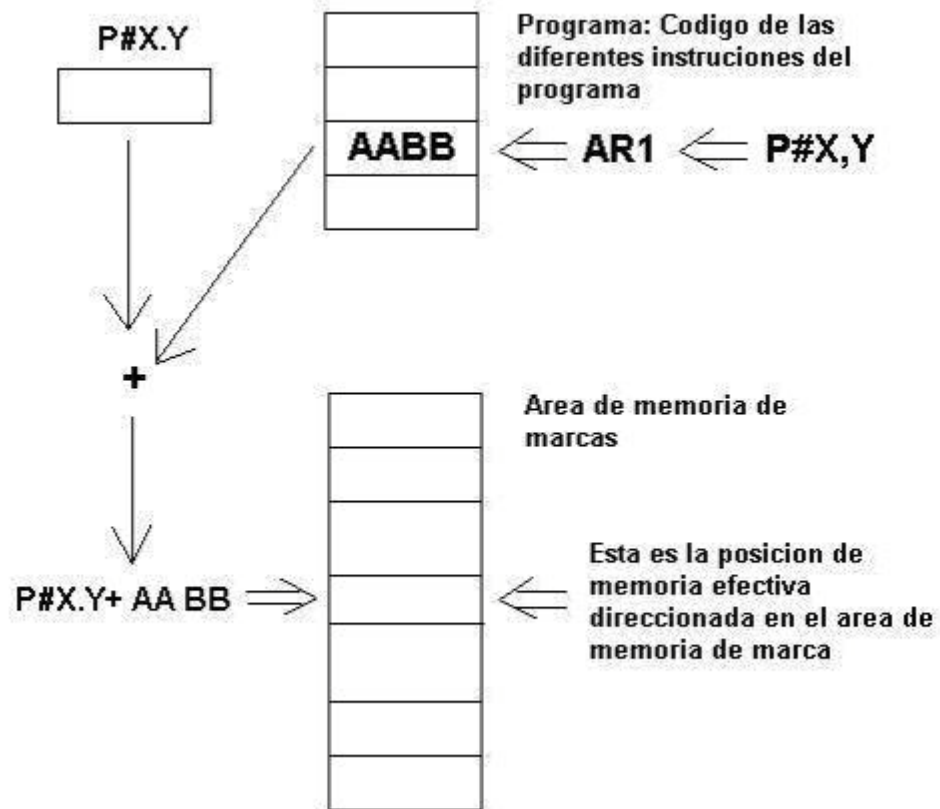 P#X.Y
Programa: Codigo de las
diferentes instruciones del
programa
AABB
AR1
P#X,Y
+
Area de memoria de
marcas
P#X.Y+ AA BB
Esta es la posicion de
memoria efectiva
direccionada en el area de
memoria de marca